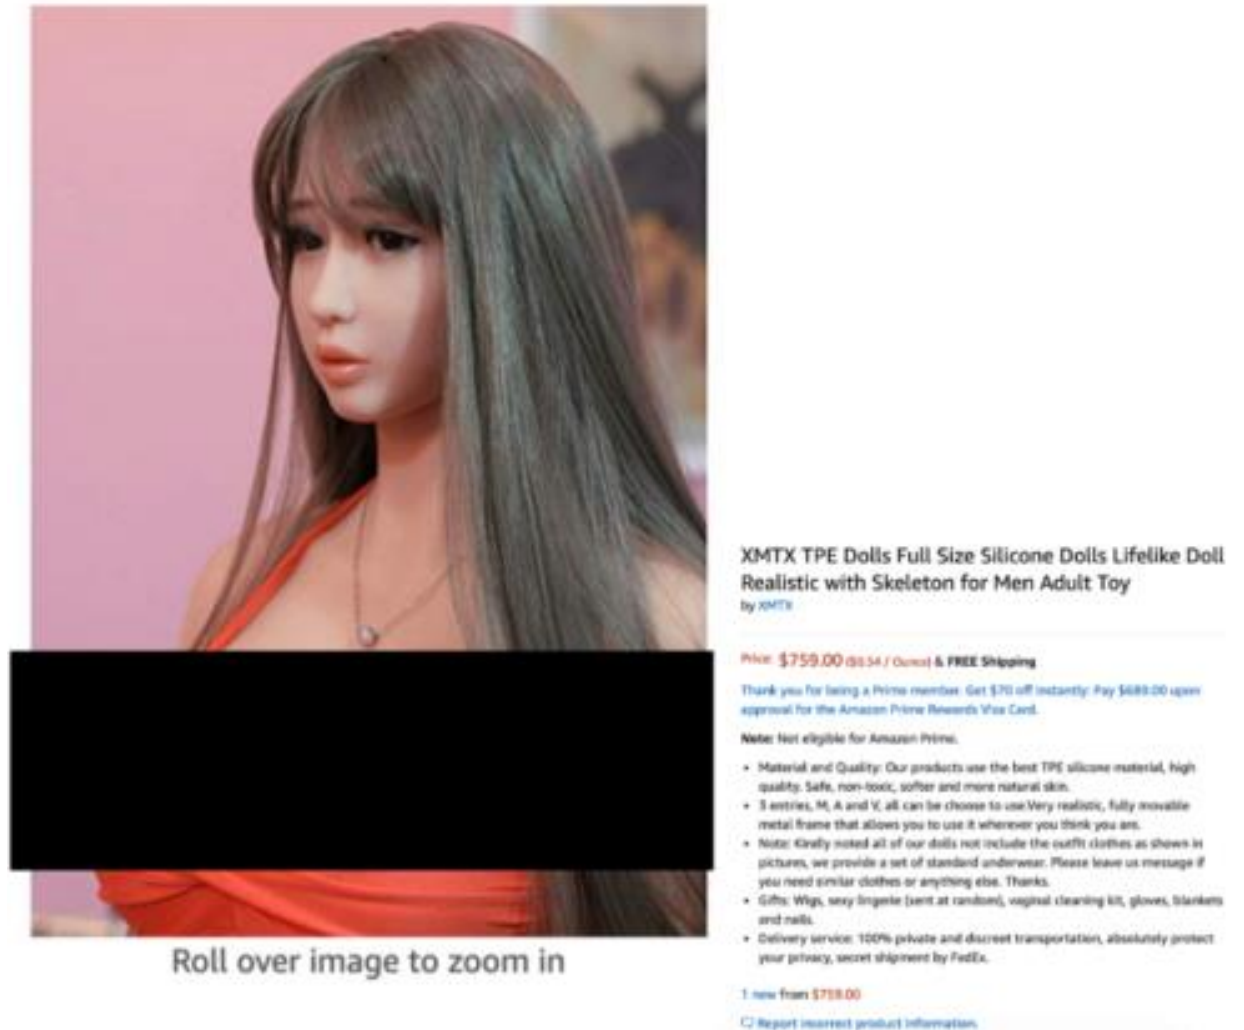 Roll over image to zoom in
XMTX TPE Dolls Full Size Silicone Dolls Lifelike Doll
Realistic with Skeleton for Men Adult Toy
by XMTX
Price: $759.00 ($0.54 / Ounce) & FREE Shipping
Thank you for being a Prime member. Get $70 off instantly: Pay $689.00 upon
approval for the Amazon Prime Rewards Visa Card.
Note: Not eligible for Amazon Prime.
• Material and Quality: Our products use the best TPE silicone material, high
quality. Safe, non-toxic, softer and more natural skin.
• 3 entries, M, A and V, all can be choose to use.Very realistic, fully movable
metal frame that allows you to use it wherever you think you are.
• Note: Kindly noted all of our dolls not include the outfit clothes as shown in
pictures, we provide a set of standard underwear. Please leave us message if
you need similar clothes or anything else. Thanks.
• Gifts: Wigs, sexy lingerie (sent at random), vaginal cleaning kit, gloves, blankets
and nails.
• Delivery service: 100% private and discreet transportation, absolutely protect
your privacy, secret shipment by FedEx.
1 new from $759.00
Report incorrect product information.